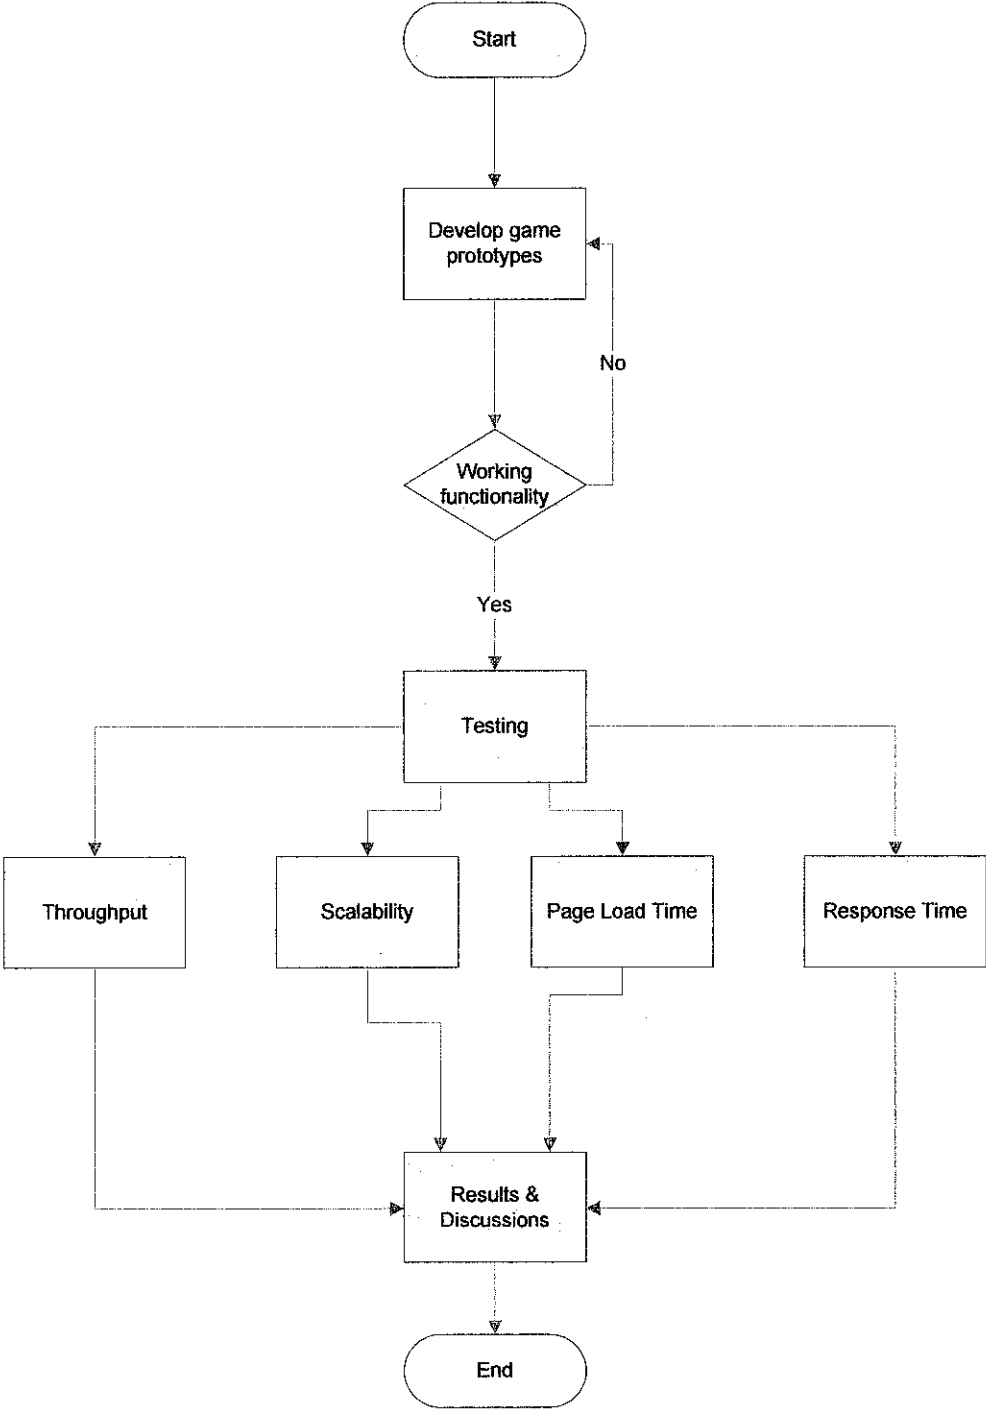 Start
Develop game
prototypes
No
Working
functionality
Yes
Testing
Throughput
Scalability
Page Load Time
Response Time
Results &
Discussions
End